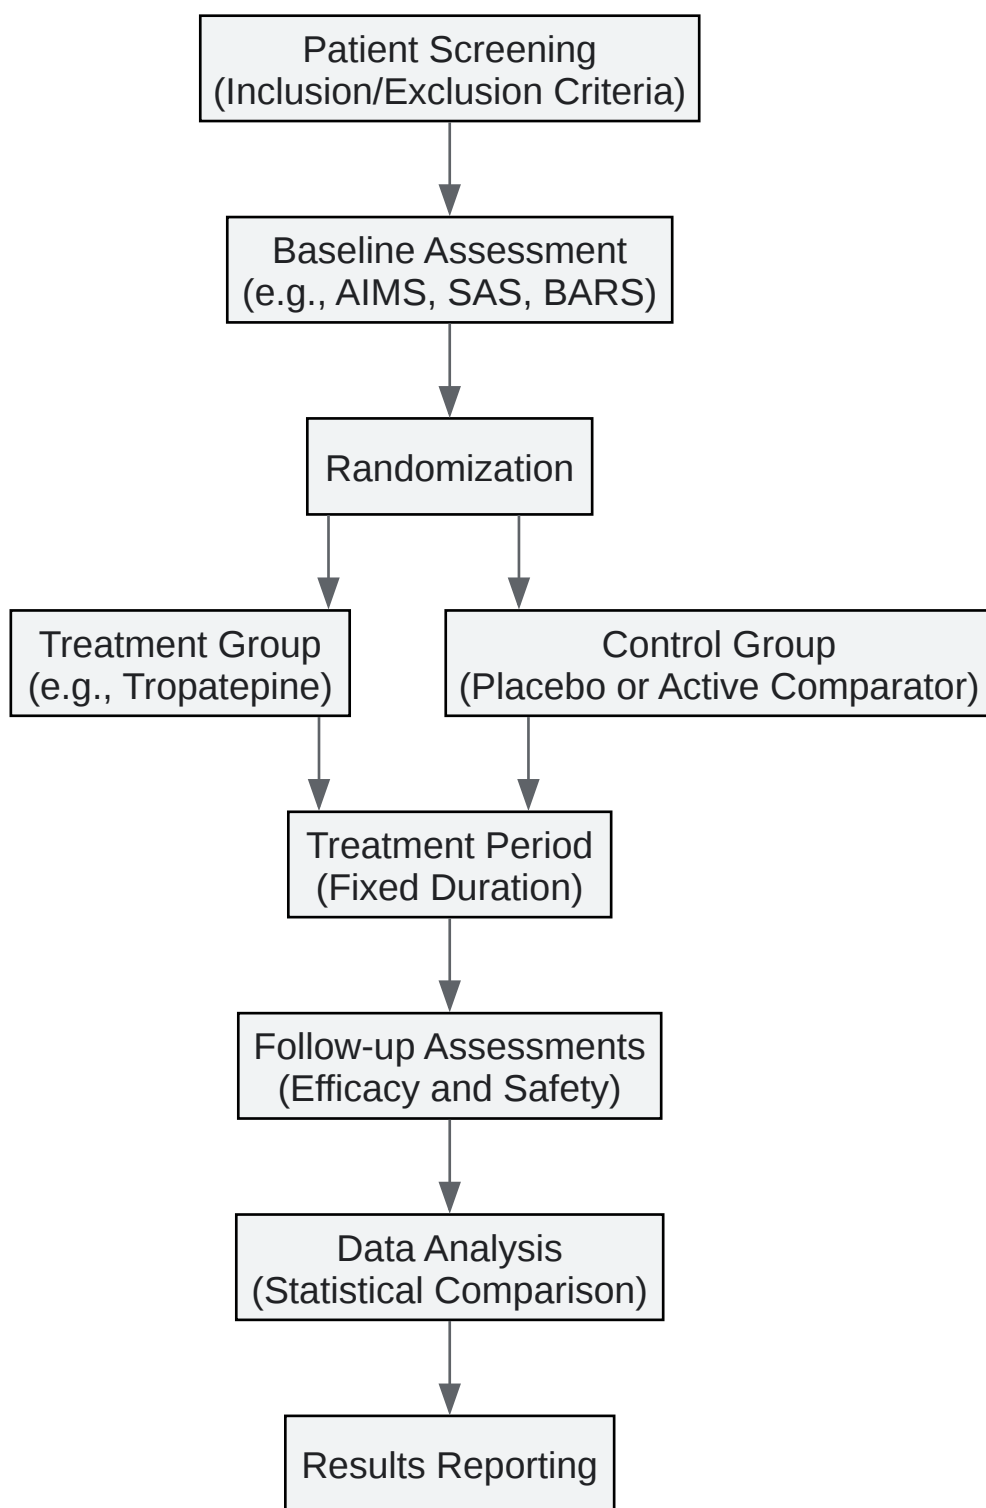 Patient Screening
(Inclusion/Exclusion Criteria)
Baseline Assessment
(e.g., AIMS, SAS, BARS)
Randomization
Treatment Group
(e.g., Tropatepine)
Control Group
(Placebo or Active Comparator)
Treatment Period
(Fixed Duration)
Follow-up Assessments
(Efficacy and Safety)
Data Analysis
(Statistical Comparison)
Results Reporting